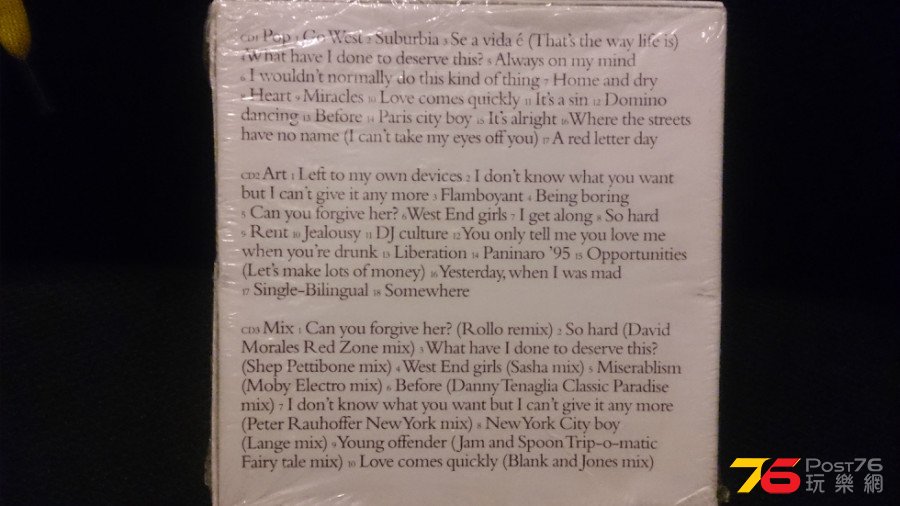 CD1 Pop 1 Go West 2 Suburbia 3 Se a vida é (That's the way life is)
4 What have I done to deserve this? 5 Always on my mind
6 I wouldn't normally do this kind of thing 7 Home and dry
8 Heart 9 Miracles 10 Love comes quickly 11 It's a sin 12 Domino
dancing 13 Before 14 Paris city boy 15 It's alright 16 Where the streets
have no name (I can't take my eyes off you) 17 A red letter day
CD2 Art 1 Left to my own devices 2 I don't know what you want
but I can't give it any more 3 Flamboyant 4 Being boring
5 Can you forgive her? 6 West End girls 7 I get along 8 So hard
9 Rent 10 Jealousy 11 DJ culture 12 You only tell me you love me
when you're drunk 13 Liberation 14 Paninaro '95 15 Opportunities
(Let's make lots of money) 16 Yesterday, when I was mad
17 Single-Bilingual 18 Somewhere
CD3 Mix 1 Can you forgive her? (Rollo remix) 2 So hard (David
Morales Red Zone mix) 3 What have I done to deserve this?
(Shep Pettibone mix) 4 West End girls (Sasha mix) 5 Miserablism
(Moby Electro mix) 6 Before (Danny Tenaglia Classic Paradise
mix) 7 I don't know what you want but I can't give it any more
(Peter Rauhoffer New York mix) 8 New York City boy
(Lange mix) 9 Young offender (Jam and Spoon Trip-o-matic
Fairy tale mix) 10 Love comes quickly (Blank and Jones mix)
76 Post76
玩樂網